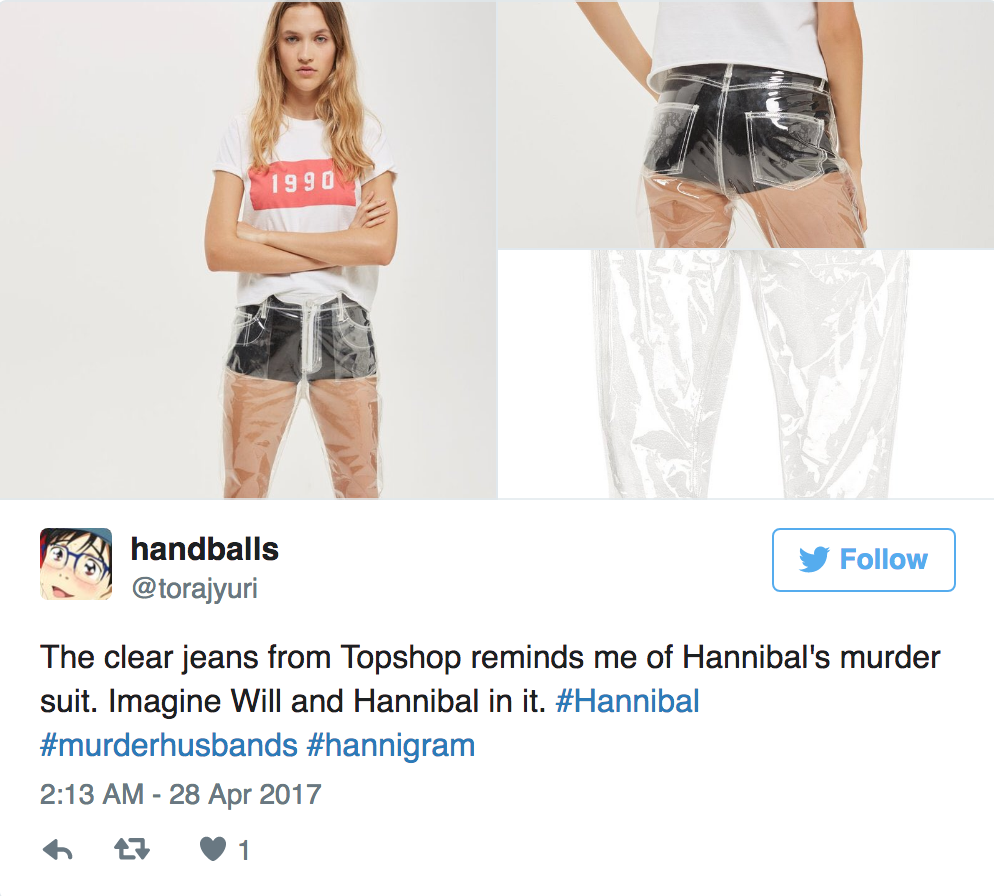 1990
handballs
@torajyuri
Follow
The clear jeans from Topshop reminds me of Hannibal's murder
suit. Imagine Will and Hannibal in it. #Hannibal
#murderhusbands #hannigram
2:13 AM - 28 Apr 2017
1